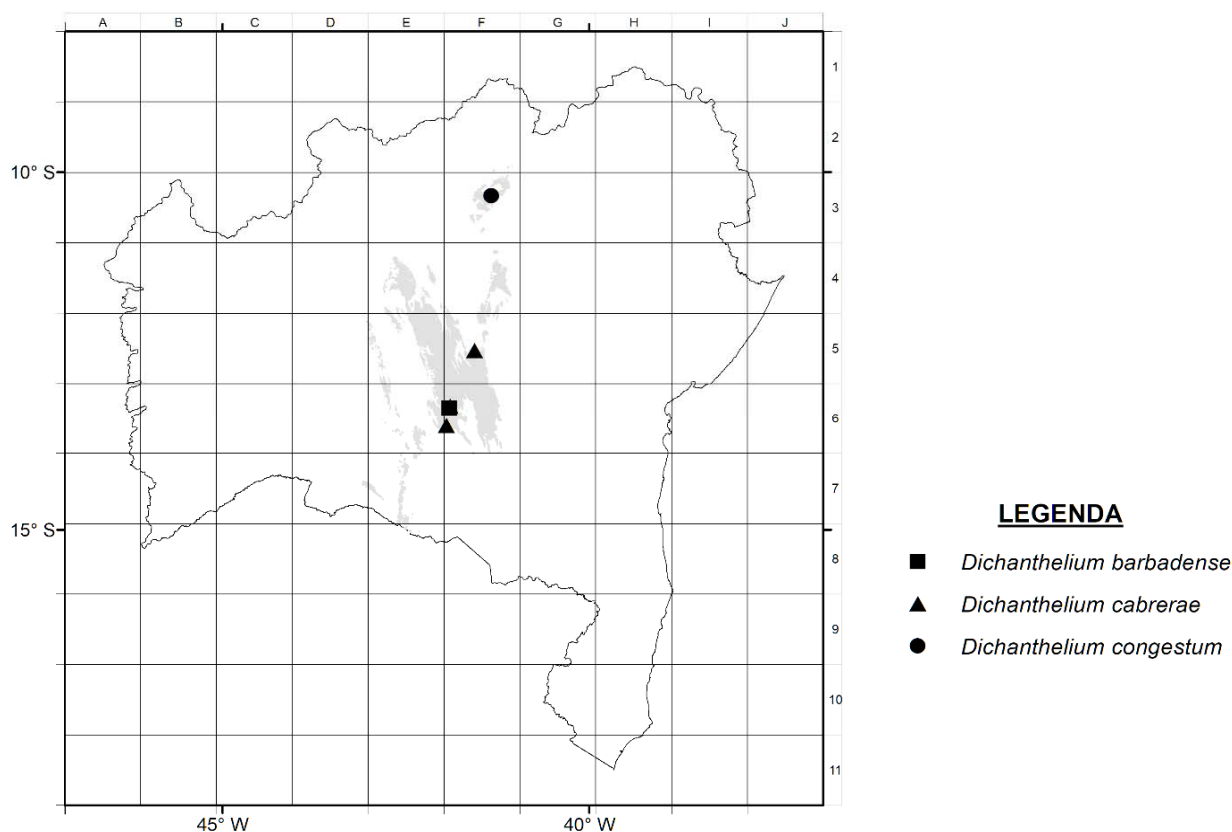 A B C D E F G H I J
1
2
10° S
3
4
5
6
7
15° S
8
9
10
11
45° W 40° W
LEGENDA
Dichanthelium barbadense
Dichanthelium cabrerae
Dichanthelium congestum